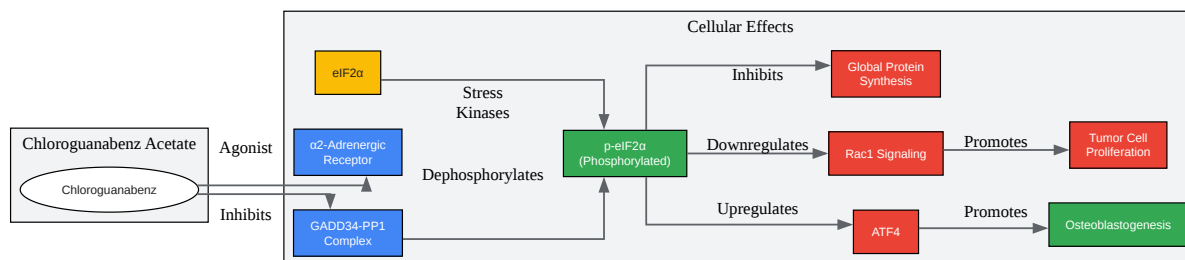 Cellular Effects
eIF2α
Stress
Kinases
Inhibits
Global Protein
Synthesis
Chloroguanabenz Acetate
Chloroguanabenz
Agonist
Inhibits
α2-Adrenergic
Receptor
GADD34-PP1
Complex
Dephosphorylates
p-eIF2α
(Phosphorylated)
Downregulates
Rac1 Signaling
Promotes
Tumor Cell
Proliferation
Upregulates
ATF4
Promotes
Osteoblastogenesis